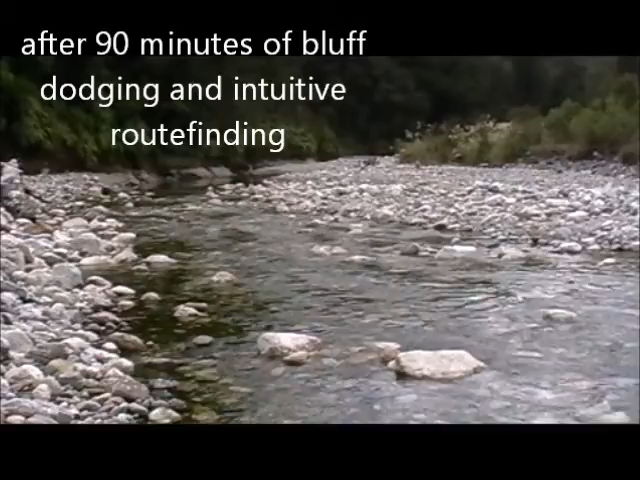 after 90 minutes of bluff
dodging and intuitive
routefinding